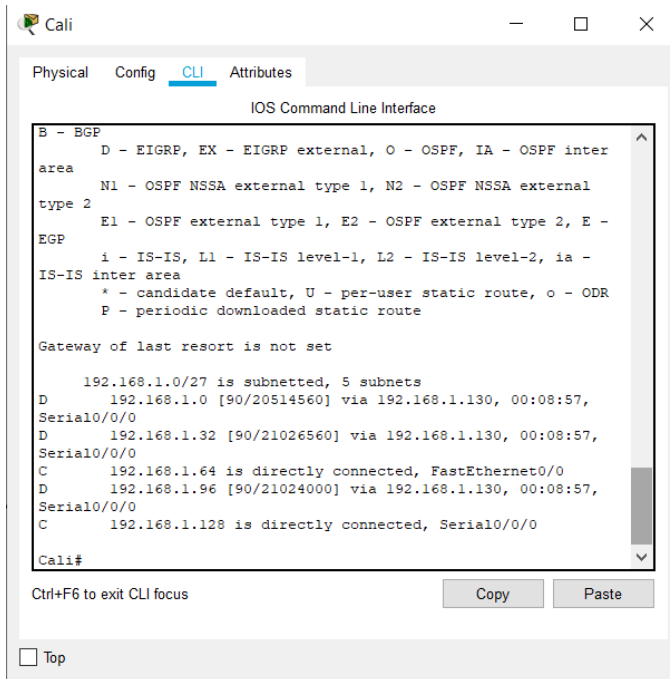 Cali
Physical Config CLI Attributes
IOS Command Line Interface
B - BGP
D - EIGRP, EX - EIGRP external, O - OSPF, IA - OSPF inter
area
N1 - OSPF NSSA external type 1, N2 - OSPF NSSA external
type 2
E1 - OSPF external type 1, E2 - OSPF external type 2, E -
EGP
i - IS-IS, L1 - IS-IS level-1, L2 - IS-IS level-2, ia -
IS-IS inter area
* - candidate default, U - per-user static route, o - ODR
P - periodic downloaded static route
Gateway of last resort is not set
192.168.1.0/27 is subnetted, 5 subnets
D 192.168.1.0 [90/20514560] via 192.168.1.130, 00:08:57,
Serial0/0/0
D 192.168.1.32 [90/21026560] via 192.168.1.130, 00:08:57,
Serial0/0/0
C 192.168.1.64 is directly connected, FastEthernet0/0
D 192.168.1.96 [90/21024000] via 192.168.1.130, 00:08:57,
Serial0/0/0
C 192.168.1.128 is directly connected, Serial0/0/0
Cali#
Ctrl+F6 to exit CLI focus
Copy Paste
Top